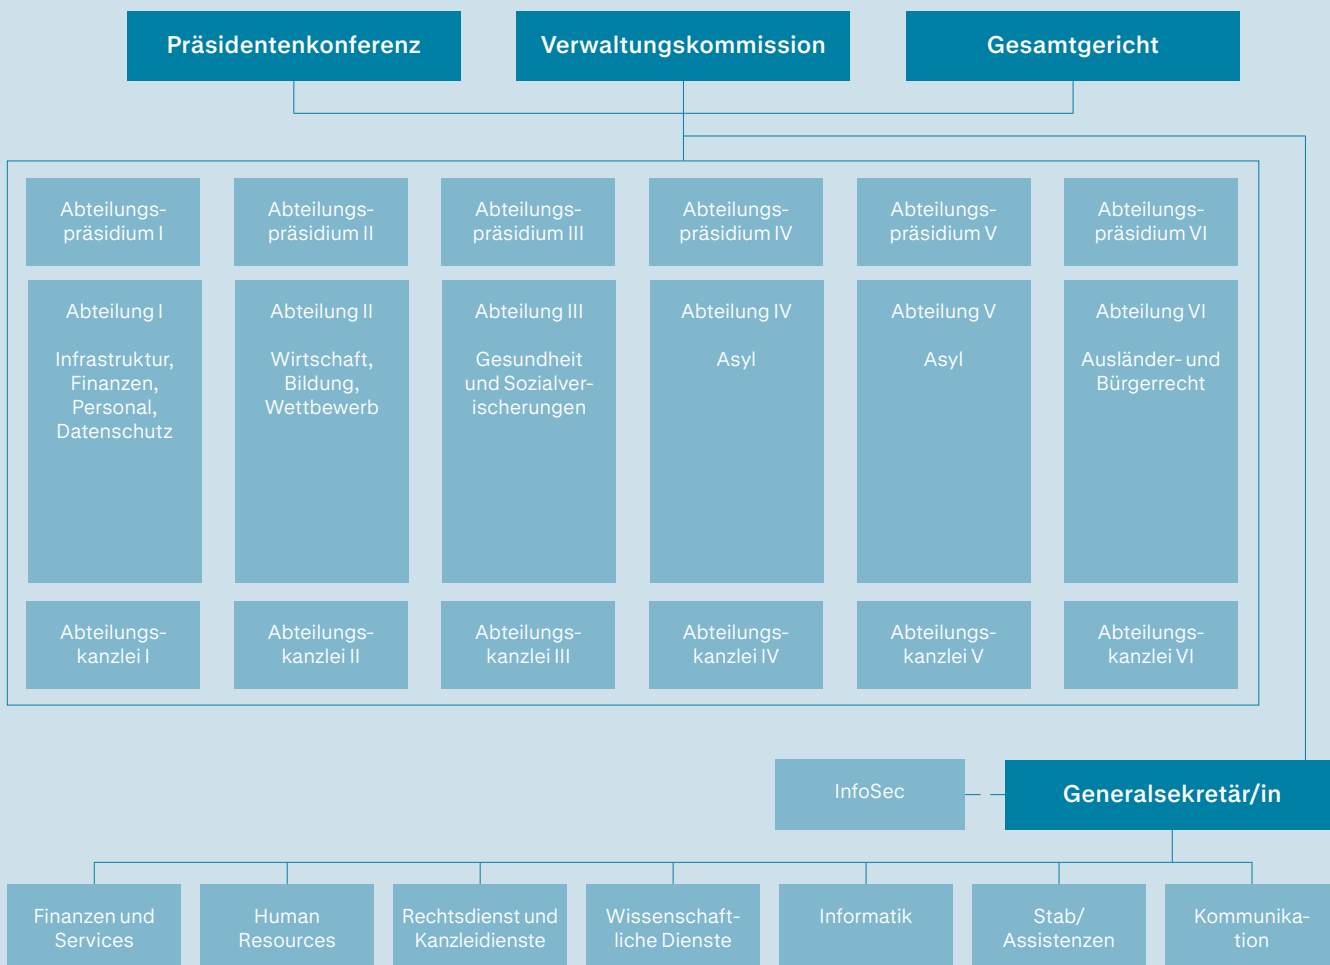 Präsidentenkonferenz
Verwaltungskommission
Gesamtgericht
Abteilungs-
präsidium I
Abteilungs-
präsidium II
Abteilungs-
präsidium III
Abteilungs-
präsidium IV
Abteilungs-
präsidium V
Abteilungs-
präsidium VI
Abteilung I
Infrastruktur,
Finanzen,
Personal,
Datenschutz
Abteilung II
Wirtschaft,
Bildung,
Wettbewerb
Abteilung III
Gesundheit
und Sozialver-
ischerungen
Abteilung IV
Asyl
Abteilung V
Asyl
Abteilung VI
Ausländer- und
Bürgerrecht
Abteilungs-
kanzlei I
Abteilungs-
kanzlei II
Abteilungs-
kanzlei III
Abteilungs-
kanzlei IV
Abteilungs-
kanzlei V
Abteilungs-
kanzlei VI
InfoSec
Generalsekretär/in
Finanzen und
Services
Human
Resources
Rechtsdienst und
Kanzleidienste
Wissenschaft-
liche Dienste
Informatik
Stab/
Assistenzen
Kommunika-
tion